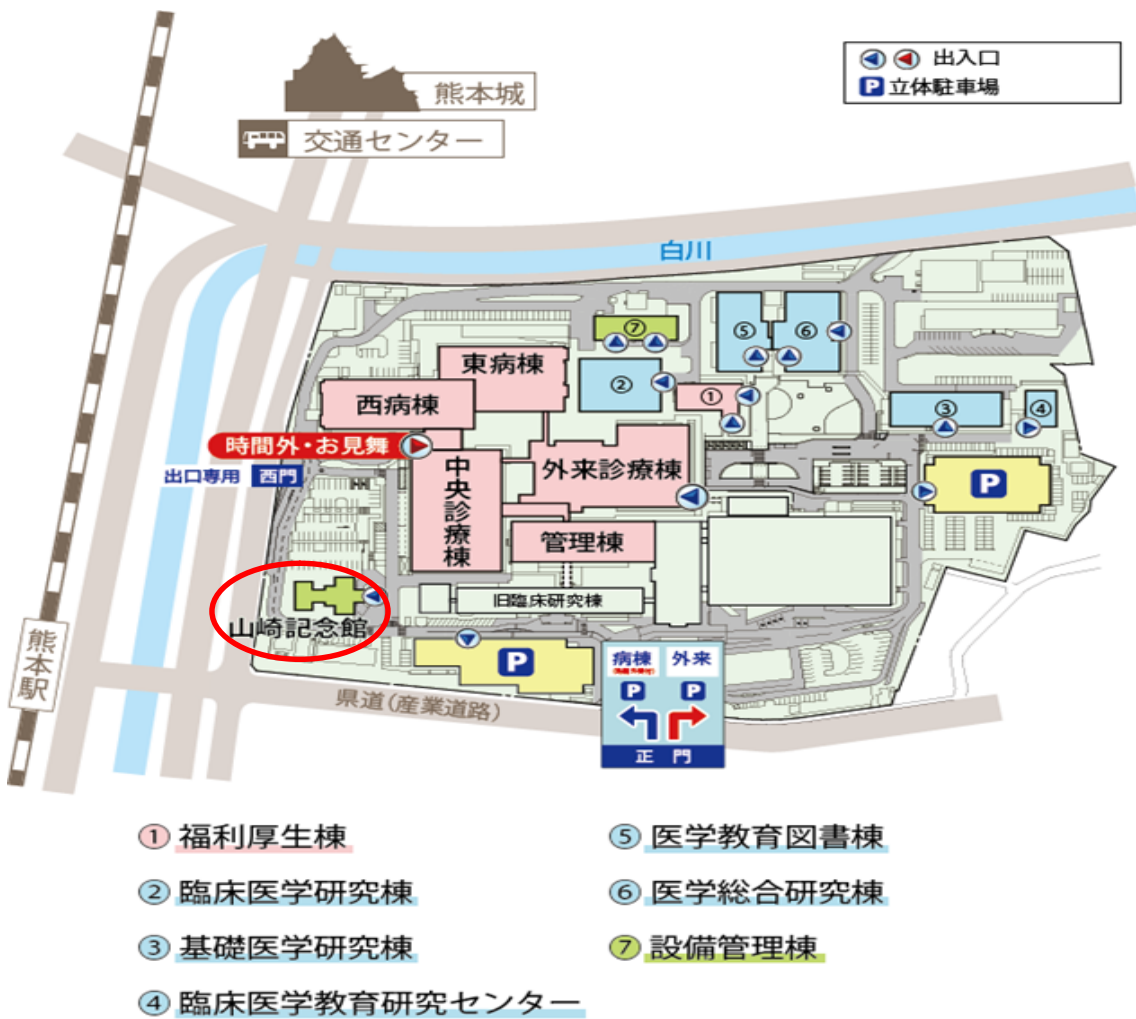 出入口
P 立体駐車場
熊本城
交通センター
白川
⑦
⑤
⑥
東病棟
②
①
西病棟
③
④
時間外・お見舞
出口専用 西門
外来診療棟
中央診療棟
P
管理棟
旧臨床研究棟
山崎記念館
熊本駅
P
病棟 外来
P P
正門
県道(産業道路)
① 福利厚生棟
② 臨床医学研究棟
③ 基礎医学研究棟
④ 臨床医学教育研究センター
⑤ 医学教育図書棟
⑥ 医学総合研究棟
⑦ 設備管理棟